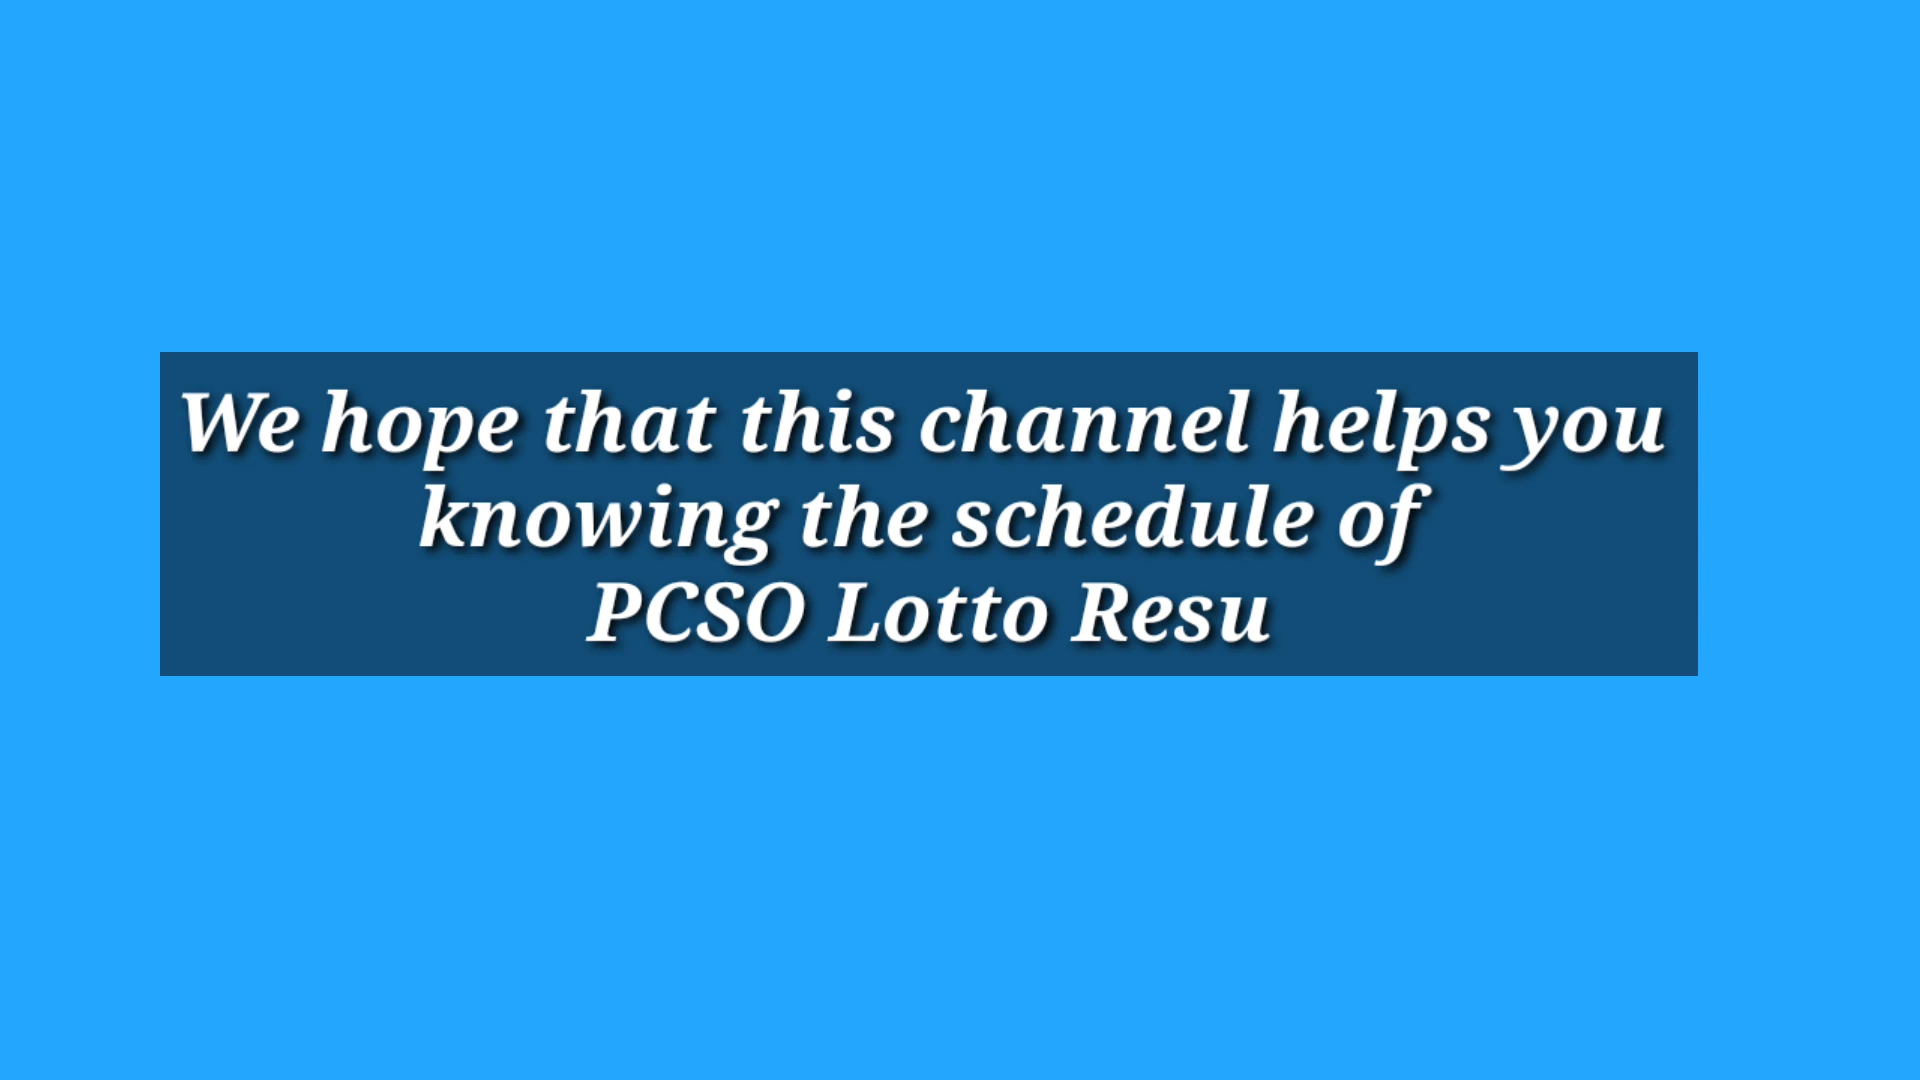 We hope that this channel helps you
knowing the schedule of
PCSO Lotto Resu